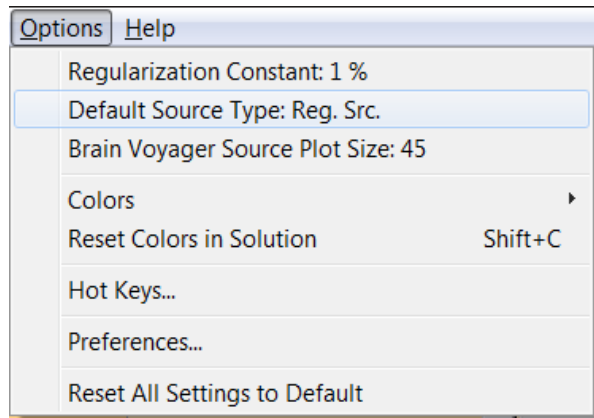 Options Help
Regularization Constant: 1 %
Default Source Type: Reg. Src.
Brain Voyager Source Plot Size: 45
Colors
Reset Colors in Solution Shift+C
Hot Keys...
Preferences...
Reset All Settings to Default